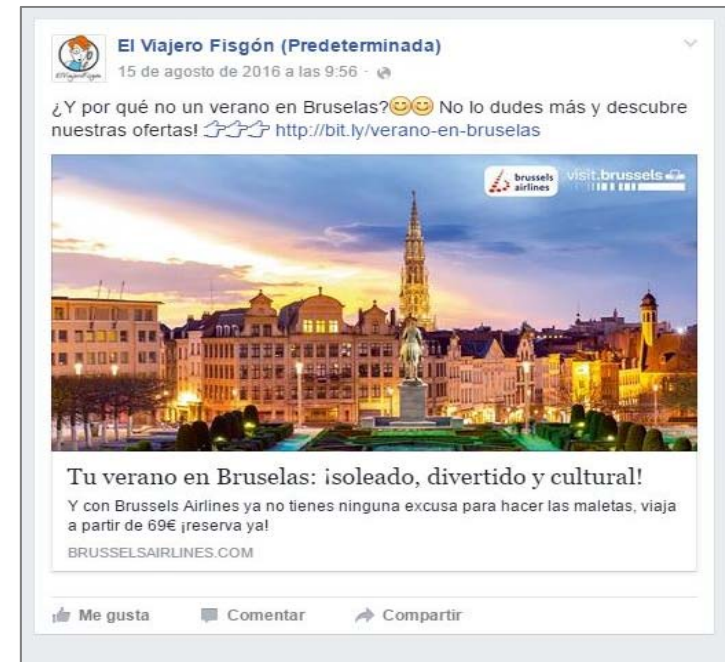 El Viajero Fisgón (Predeterminada)
15 de agosto de 2016 a las 9:56 ·
ElViajeroFisgon
¿Y por qué no un verano en Bruselas?😊😊 No lo dudes más y descubre
nuestras ofertas! 👉👉👉 http://bit.ly/verano-en-bruselas
brussels
airlines
visit.brussels
Tu verano en Bruselas: ¡soleado, divertido y cultural!
Y con Brussels Airlines ya no tienes ninguna excusa para hacer las maletas, viaja
a partir de 69€ ¡reserva ya!
BRUSSELSAIRLINES.COM
Me gusta Comentar Compartir